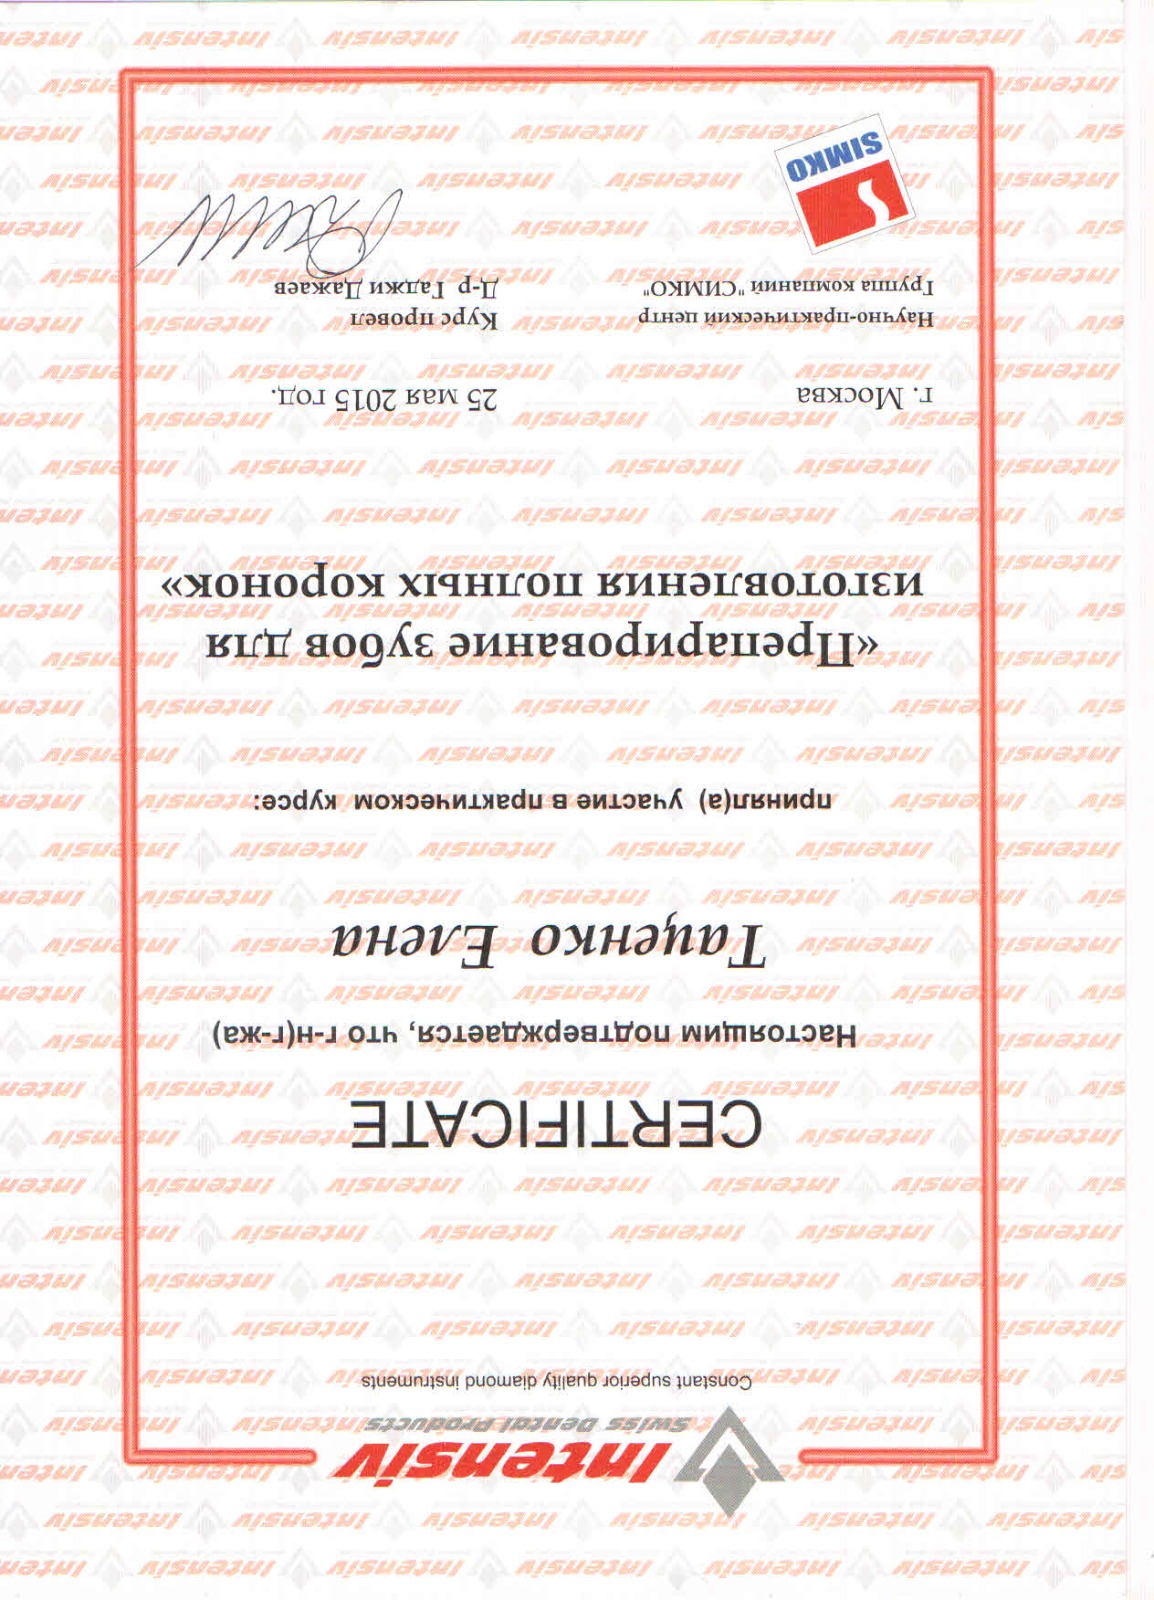 Intensiv
Swiss Dental Products
Constant superior quality diamond instruments
CERTIFICATE
Настоящим подтверждается, что г-н(г-жа)
Таценко Елена
принял(а) участие в практическом курсе:
«Препарирование зубов для
изготовления полных коронок»
г. Москва
25 мая 2015 год.
Научно-практический центр
Группа компаний "СИМКО"
Курс провел
Д-р Гаджи Дажаев
SIMKO